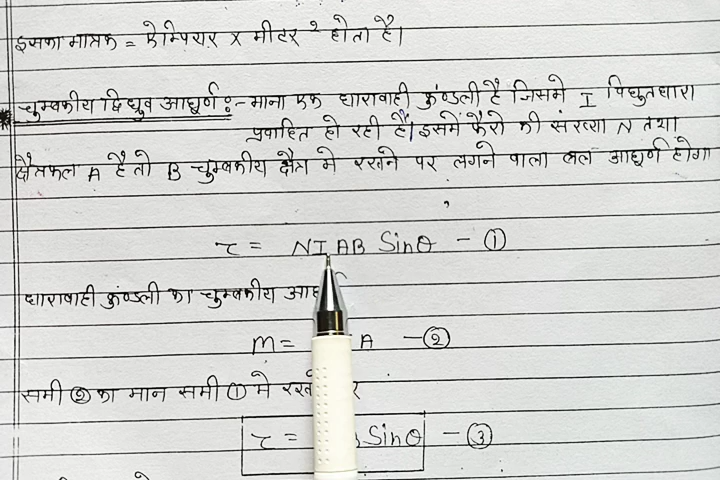 इसका मात्रक = ऐम्पियर x मीटर² होता है।
चुम्बकीय द्विध्रुव आघूर्ण :- माना एक धारावाही कुंण्डली है जिसमे I विधुतधारा
प्रवाहित हो रही हैं, इसमें फैरो की संख्या N तथा
क्षैत्रफल A है तो B चुम्बकीय क्षैत्र मे रखने पर लगने वाला बल आघूर्ण होगा
τ = NIAB Sinθ - ①
धारावाही कुंण्डली का चुम्बकीय
M = A - ②
समी ② का मान समी ① मे
τ = Sinθ - ③